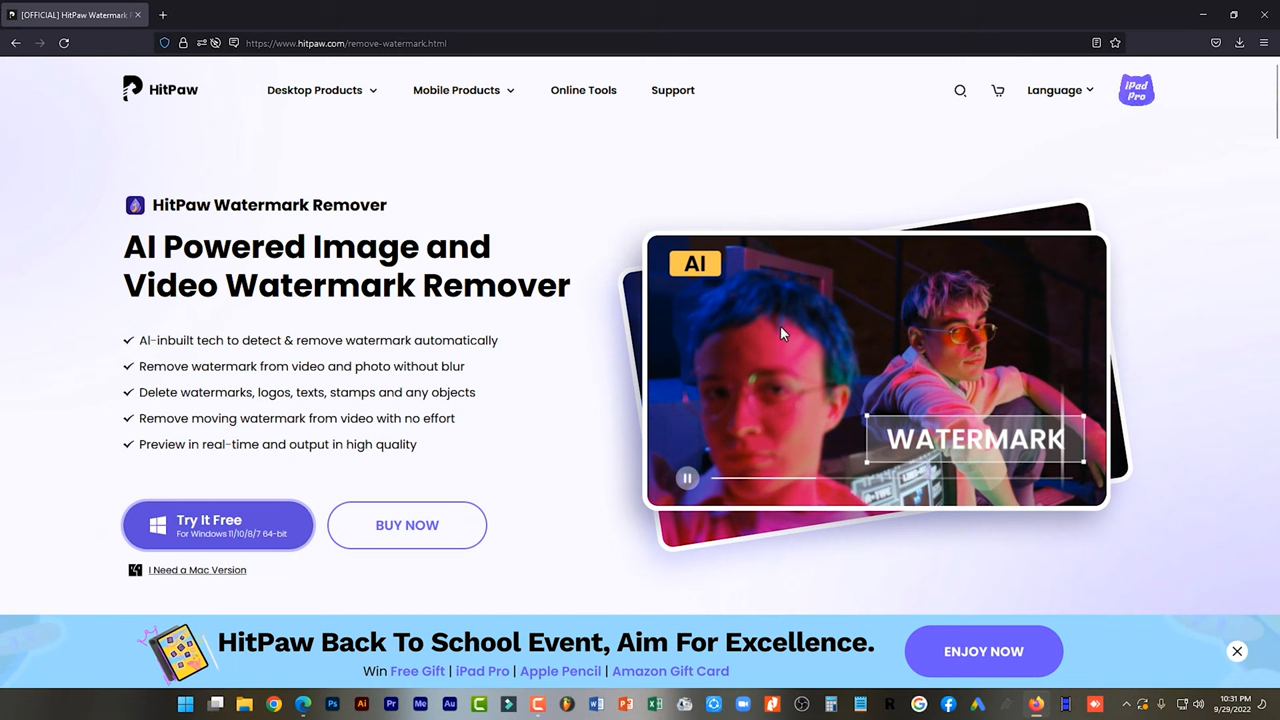 [OFFICIAL] HitPaw Watermark R
https://www.hitpaw.com/remove-watermark.html
HitPaw
Desktop Products
Mobile Products
Online Tools
Support
Language
iPad Pro
HitPaw Watermark Remover
AI Powered Image and
Video Watermark Remover
AI-inbuilt tech to detect & remove watermark automatically
Remove watermark from video and photo without blur
Delete watermarks, logos, texts, stamps and any objects
Remove moving watermark from video with no effort
Preview in real-time and output in high quality
Try It Free
For Windows 11/10/8/7 64-bit
BUY NOW
I Need a Mac Version
AI
WATERMARK
HitPaw Back To School Event, Aim For Excellence.
Win Free Gift | iPad Pro | Apple Pencil | Amazon Gift Card
ENJOY NOW
Ps
Ai
Pr
Me
Au
10:31 PM
9/29/2022